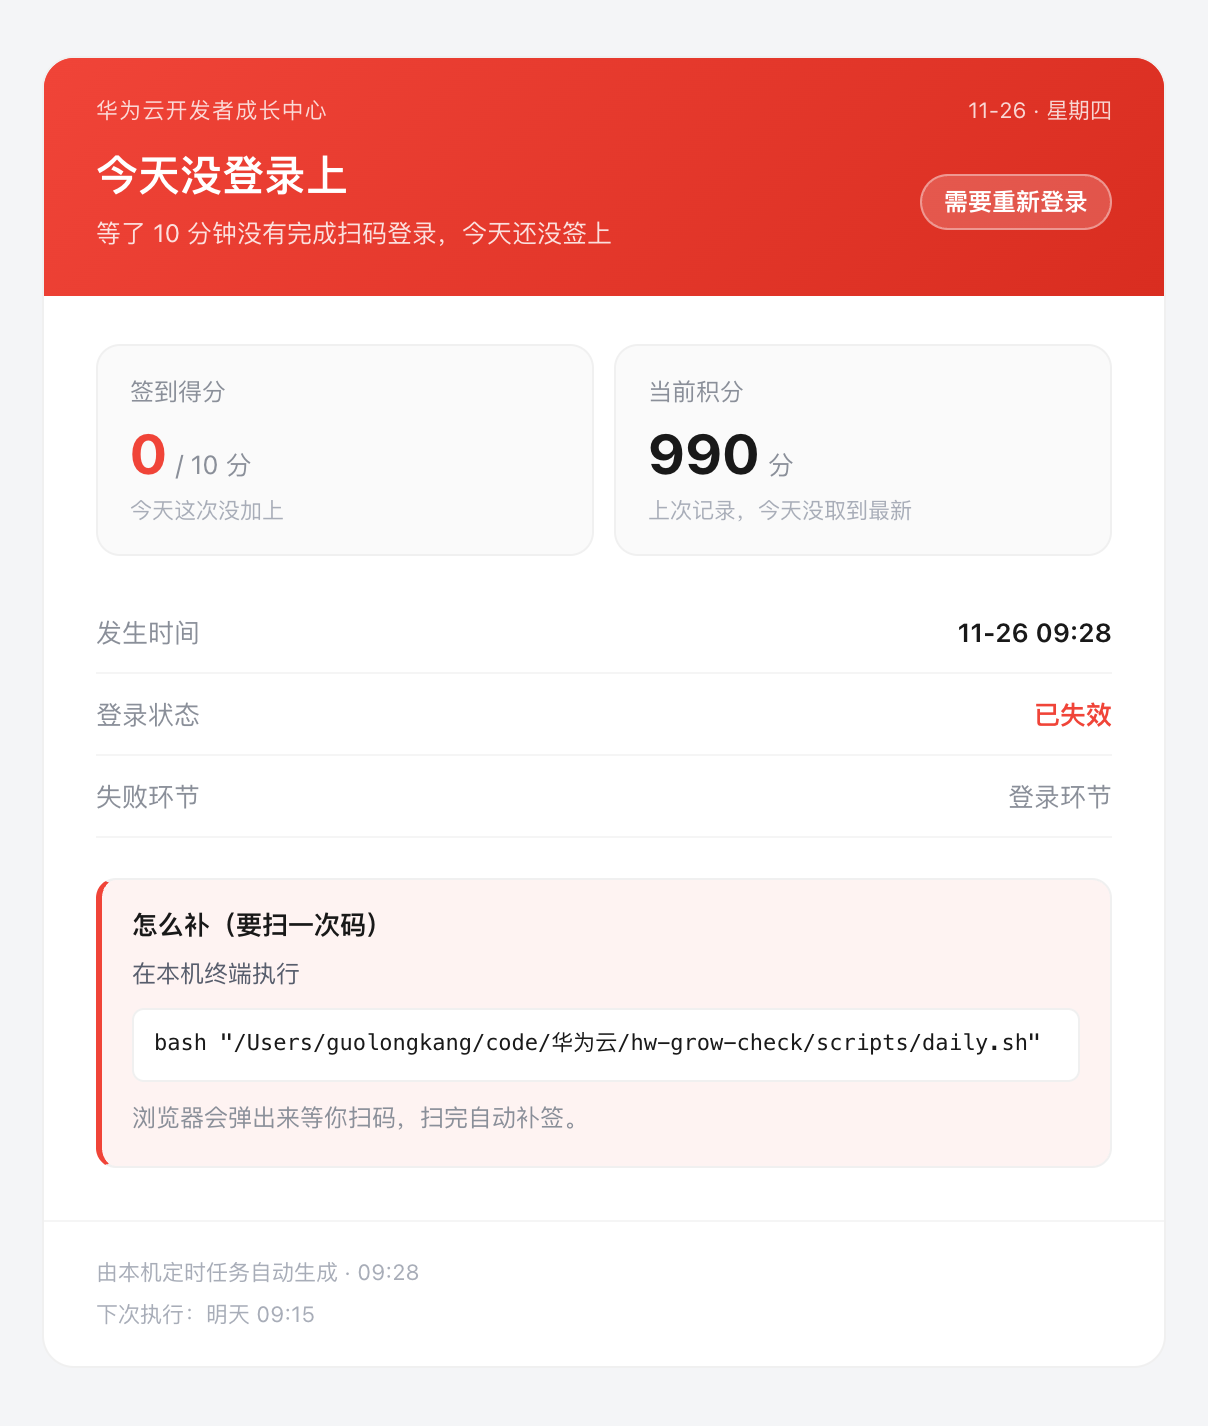 华为云开发者成长中心
11-26 · 星期四
今天没登录上
需要重新登录
等了 10 分钟没有完成扫码登录，今天还没签上
签到得分
0 / 10 分
今天这次没加上
当前积分
990 分
上次记录，今天没取到最新
发生时间
11-26 09:28
登录状态
已失效
失败环节
登录环节
怎么补（要扫一次码）
在本机终端执行
bash "/Users/guolongkang/code/华为云/hw-grow-check/scripts/daily.sh"
浏览器会弹出来等你扫码，扫完自动补签。
由本机定时任务自动生成 · 09:28
下次执行：明天 09:15